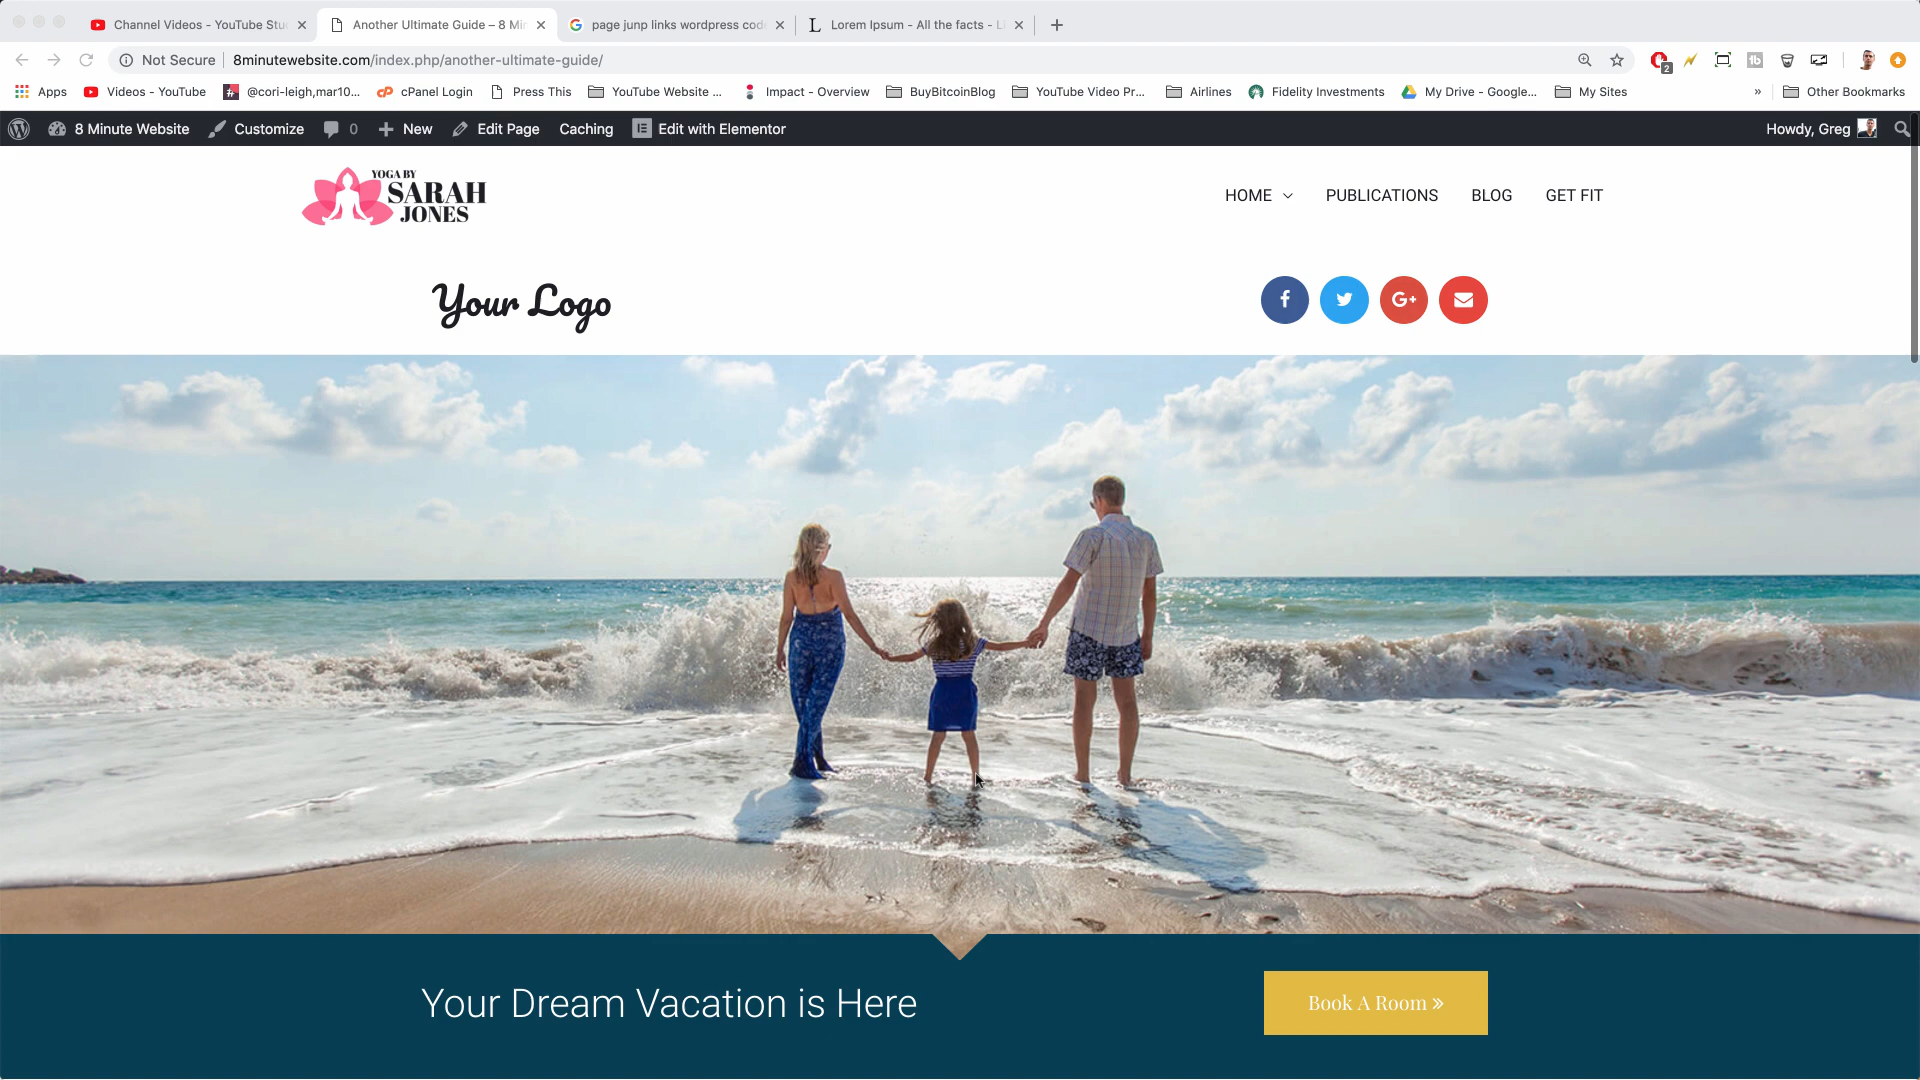 Channel Videos - YouTube Stu
Another Ultimate Guide – 8 Min
page junp links wordpress cod
Lorem Ipsum - All the facts - Li
Not Secure
8minutewebsite.com/index.php/another-ultimate-guide/
2
Apps
Videos - YouTube
@cori-leigh,mar10...
cPanel Login
Press This
YouTube Website ...
Impact - Overview
BuyBitcoinBlog
YouTube Video Pr...
Airlines
Fidelity Investments
My Drive - Google...
My Sites
»
Other Bookmarks
8 Minute Website
Customize
0
New
Edit Page
Caching
Edit with Elementor
Howdy, Greg
YOGA BY
SARAH
JONES
HOME
PUBLICATIONS
BLOG
GET FIT
Your Logo
Your Dream Vacation is Here
Book A Room »